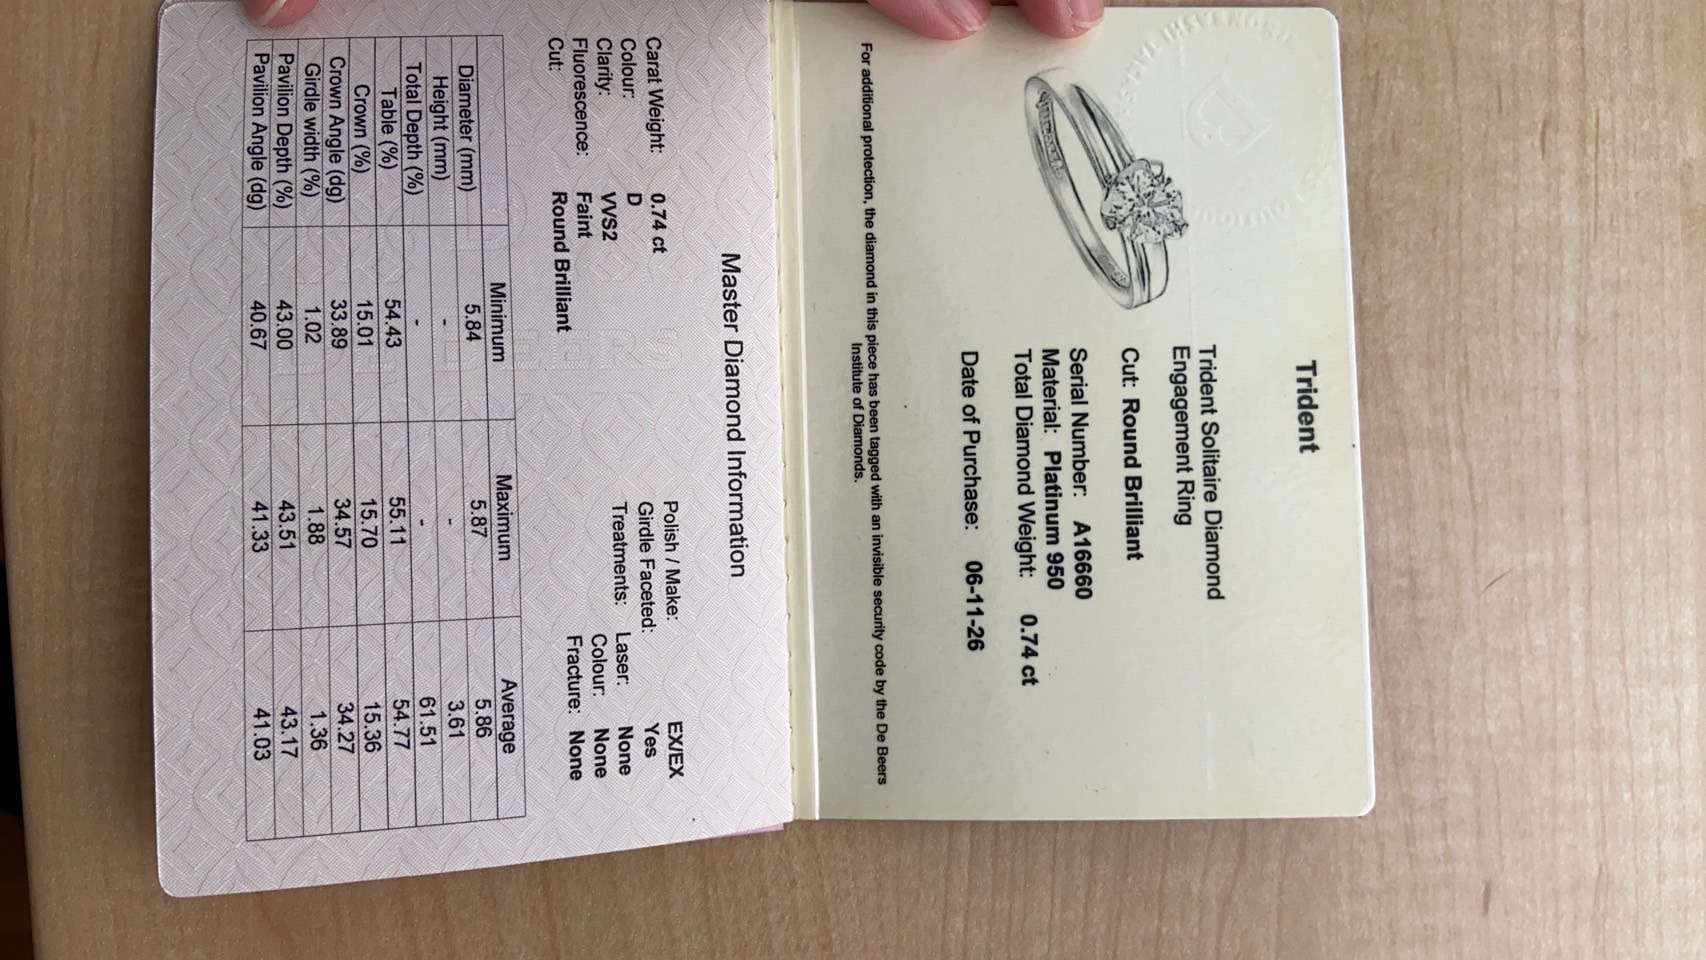 Trident
Trident Solitaire Diamond
Engagement Ring
Cut: Round Brilliant
Serial Number: A16660
Material: Platinum 950
Total Diamond Weight: 0.74 ct
Date of Purchase: 06-11-26
For additional protection, the diamond in this piece has been tagged with an invisible security code by the De Beers
Institute of Diamonds.
Master Diamond Information
Carat Weight: 0.74 ct Polish / Make: EX/EX
Colour: D Girdle Faceted: Yes
Clarity: VVS2 Treatments: Laser: None
Fluorescence: Faint Colour: None
Cut: Round Brilliant Fracture: None
Minimum Maximum Average
Diameter (mm) 5.84 5.87 5.86
Height (mm) - - 3.61
Total Depth (%) - - 61.51
Table (%) 54.43 55.11 54.77
Crown (%) 15.01 15.70 15.36
Crown Angle (dg) 33.89 34.57 34.27
Girdle width (%) 1.02 1.88 1.36
Pavilion Depth (%) 43.00 43.51 43.17
Pavilion Angle (dg) 40.67 41.33 41.03